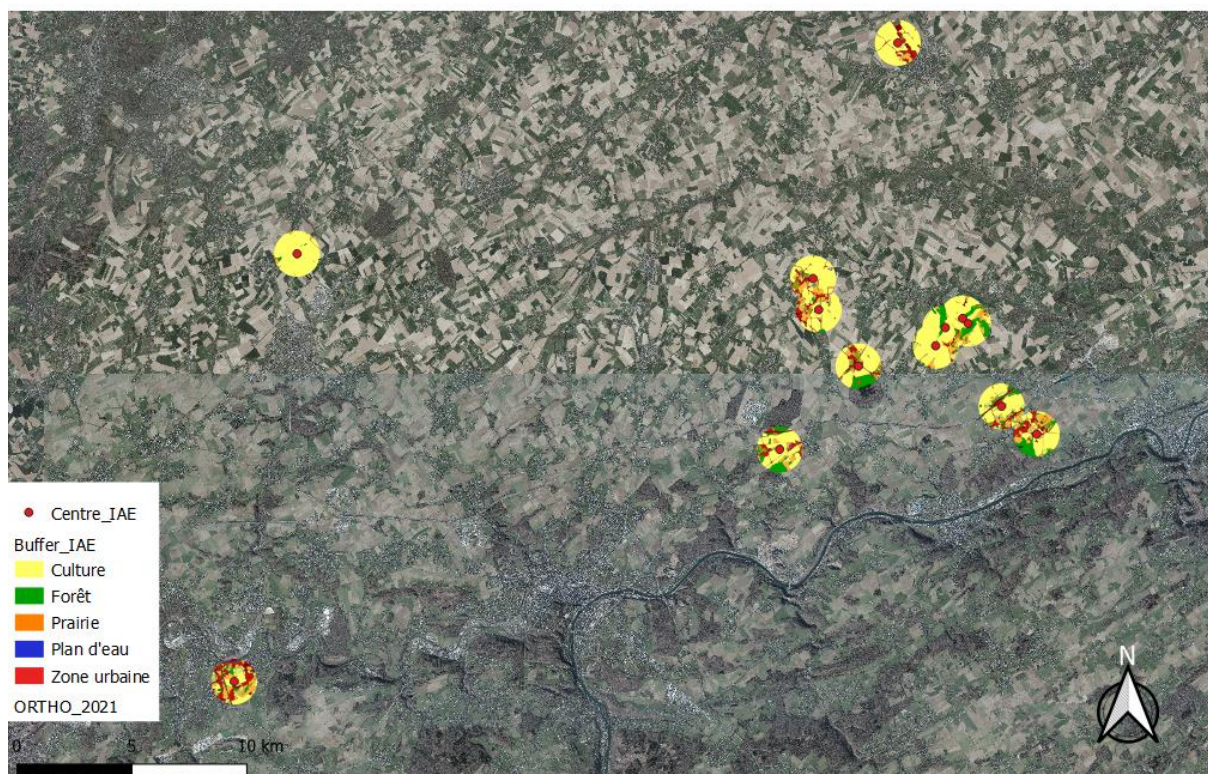 N
Centre_IAE
Buffer_IAE
Culture
Forêt
Prairie
Plan d'eau
Zone urbaine
ORTHO_2021
0 5 10 km